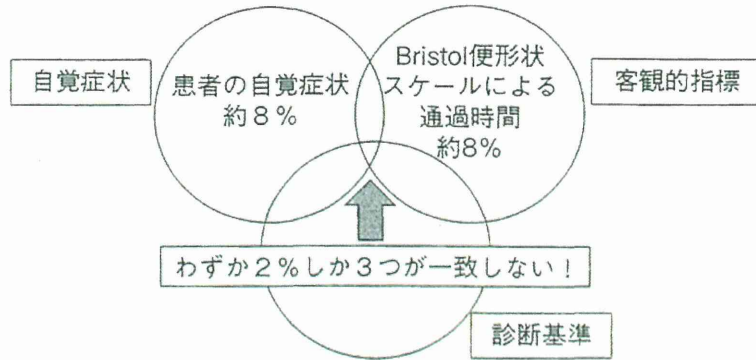 自覚症状
患者の自覚症状
約８％
Bristol便形状
スケールによる
通過時間
約8％
客観的指標
わずか２％しか３つが一致しない！
診断基準